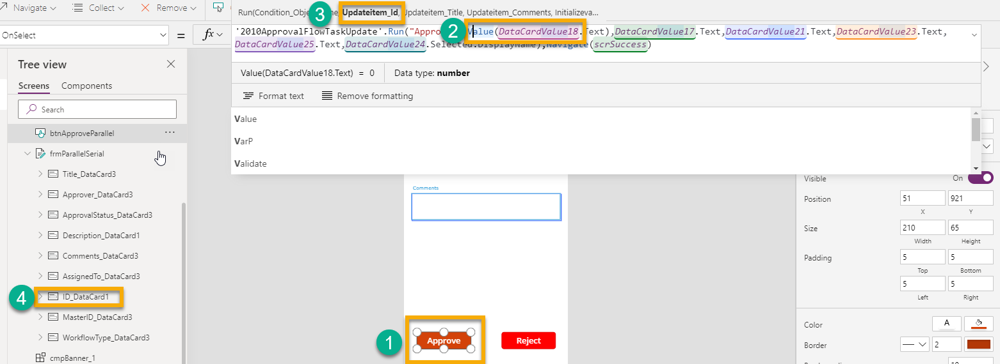 Navigate
Collect
Remove
Run(Condition_Obje
Updateitem_Id, Updateitem_Title, Updateitem_Comments, Initializeva...
3
OnSelect
=
fx
'2010ApprovalFlowTaskUpdate'.Run("Appro
2
Value(DataCardValue18.Text),DataCardValue17.Text,DataCardValue21.Text,DataCardValue23.Text,
DataCardValue25.Text,DataCardValue24.Selected.DisplayName);Navigate(scrSuccess)
Value(DataCardValue18.Text) = 0
Data type: number
Format text
Remove formatting
Value
VarP
Validate
Tree view
Screens
Components
Search
btnApproveParallel
frmParallelSerial
Title_DataCard3
Approver_DataCard3
ApprovalStatus_DataCard3
Description_DataCard1
Comments_DataCard3
AssignedTo_DataCard3
4
ID_DataCard1
MasterID_DataCard3
WorkflowType_DataCard3
cmpBanner_1
Comments
1
Approve
Reject
Visible
On
Position
51
921
X
Y
Size
210
65
Width
Height
Padding
5
5
Top
Bottom
5
5
Left
Right
Color
A
Border
2